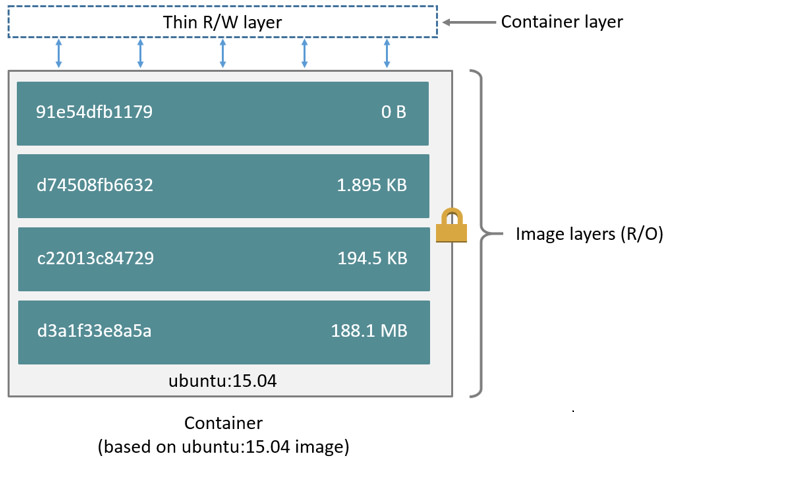 Thin R/W layer
Container layer
91e54dfb1179 0 B
d74508fb6632 1.895 KB
c22013c84729 194.5 KB
d3a1f33e8a5a 188.1 MB
ubuntu:15.04
Image layers (R/O)
Container
(based on ubuntu:15.04 image)